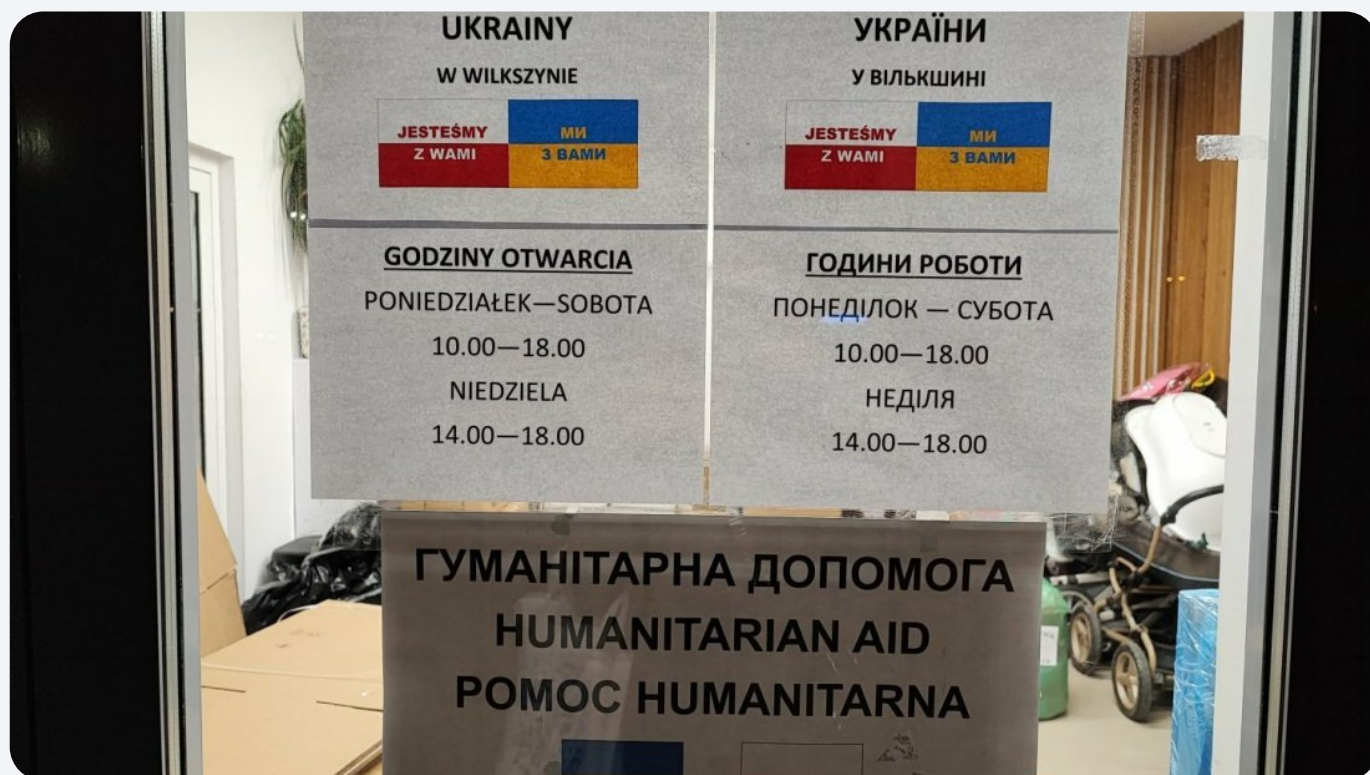 UKRAINY
W WILKSZYNIE
JESTEŚMY
Z WAMI
МИ
З ВАМИ
GODZINY OTWARCIA
PONIEDZIAŁEK—SOBOTA
10.00—18.00
NIEDZIELA
14.00—18.00
УКРАЇНИ
У ВІЛЬКШИНІ
JESTEŚMY
Z WAMI
МИ
З ВАМИ
ГОДИНИ РОБОТИ
ПОНЕДІЛОК — СУБОТА
10.00—18.00
НЕДІЛЯ
14.00—18.00
ГУМАНІТАРНА ДОПОМОГА
HUMANITARIAN AID
POMOC HUMANITARNA